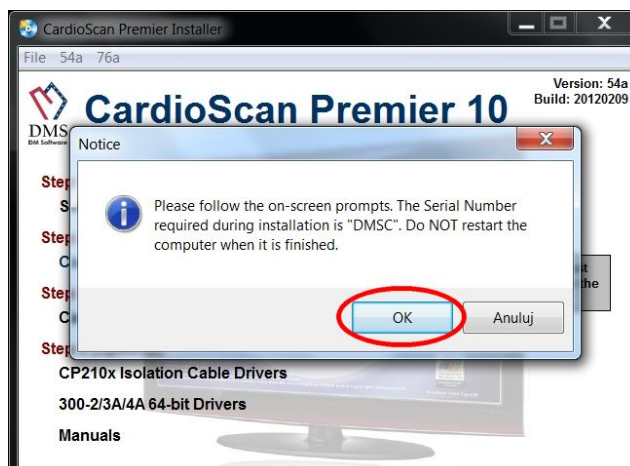 CardioScan Premier Installer
File 54a 76a
Version: 54a
Build: 20120209
DMS
DM Software
CardioScan Premier 10
Notice
Please follow the on-screen prompts. The Serial Number
required during installation is "DMSC". Do NOT restart the
computer when it is finished.
OK Anuluj
Step
Step
Step
Step
CP210x Isolation Cable Drivers
300-2/3A/4A 64-bit Drivers
Manuals